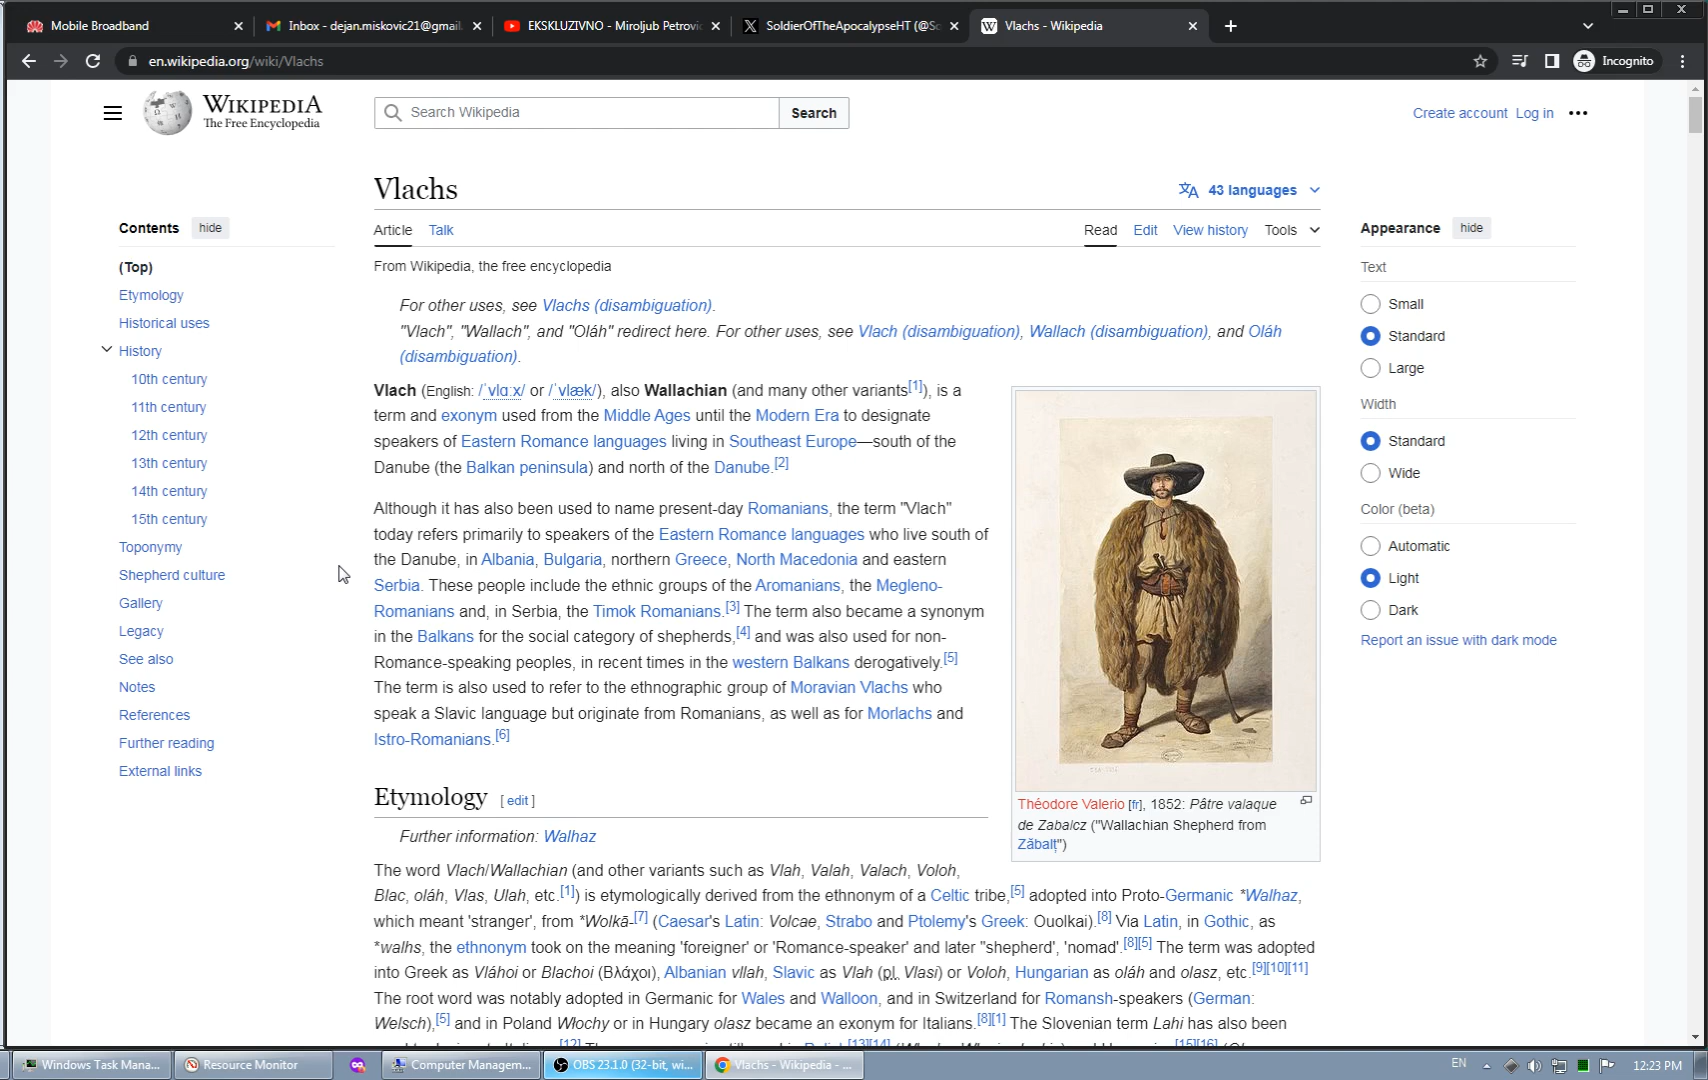 Mobile Broadband
Inbox - dejan.miskovic21@gmail.
EKSKLUZIVNO - Miroljub Petrovic
SoldierOfTheApocalypseHT (@So
Vlachs - Wikipedia
en.wikipedia.org/wiki/Vlachs
Incognito
WIKIPEDIA
The Free Encyclopedia
Search Wikipedia
Search
Create account Log in
Vlachs
43 languages
Article Talk
Read Edit View history Tools
From Wikipedia, the free encyclopedia
Contents hide
(Top)
Etymology
Historical uses
History
10th century
11th century
12th century
13th century
14th century
15th century
Toponymy
Shepherd culture
Gallery
Legacy
See also
Notes
References
Further reading
External links
For other uses, see Vlachs (disambiguation).
"Vlach", "Wallach", and "Oláh" redirect here. For other uses, see Vlach (disambiguation), Wallach (disambiguation), and Oláh
(disambiguation).
Vlach (English: /ˈvlɑːx/ or /ˈvlæk/), also Wallachian (and many other variants[1]), is a
term and exonym used from the Middle Ages until the Modern Era to designate
speakers of Eastern Romance languages living in Southeast Europe—south of the
Danube (the Balkan peninsula) and north of the Danube.[2]
Although it has also been used to name present-day Romanians, the term "Vlach"
today refers primarily to speakers of the Eastern Romance languages who live south of
the Danube, in Albania, Bulgaria, northern Greece, North Macedonia and eastern
Serbia. These people include the ethnic groups of the Aromanians, the Megleno-
Romanians and, in Serbia, the Timok Romanians.[3] The term also became a synonym
in the Balkans for the social category of shepherds,[4] and was also used for non-
Romance-speaking peoples, in recent times in the western Balkans derogatively.[5]
The term is also used to refer to the ethnographic group of Moravian Vlachs who
speak a Slavic language but originate from Romanians, as well as for Morlachs and
Istro-Romanians.[6]
Théodore Valerio [fr], 1852: Pâtre valaque
de Zabalcz ("Wallachian Shepherd from
Zăbalț")
Etymology [ edit ]
Further information: Walhaz
The word Vlach/Wallachian (and other variants such as Vlah, Valah, Valach, Voloh,
Blac, oláh, Vlas, Ulah, etc.[1]) is etymologically derived from the ethnonym of a Celtic tribe,[5] adopted into Proto-Germanic *Walhaz,
which meant 'stranger', from *Wolkā-[7] (Caesar's Latin: Volcae, Strabo and Ptolemy's Greek: Ouolkai).[8] Via Latin, in Gothic, as
*walhs, the ethnonym took on the meaning 'foreigner' or 'Romance-speaker' and later "shepherd', 'nomad'.[8][5] The term was adopted
into Greek as Vláhoi or Blachoi (Βλάχοι), Albanian vllah, Slavic as Vlah (pl. Vlasi) or Voloh, Hungarian as oláh and olasz, etc.[9][10][11]
The root word was notably adopted in Germanic for Wales and Walloon, and in Switzerland for Romansh-speakers (German:
Welsch),[5] and in Poland Włochy or in Hungary olasz became an exonym for Italians.[8][1] The Slovenian term Lahi has also been
Appearance hide
Text
Small
Standard
Large
Width
Standard
Wide
Color (beta)
Automatic
Light
Dark
Report an issue with dark mode
Windows Task Mana...
Resource Monitor
Computer Managem...
OBS 23.1.0 (32-bit, wi...
Vlachs - Wikipedia - ...
EN
12:23 PM